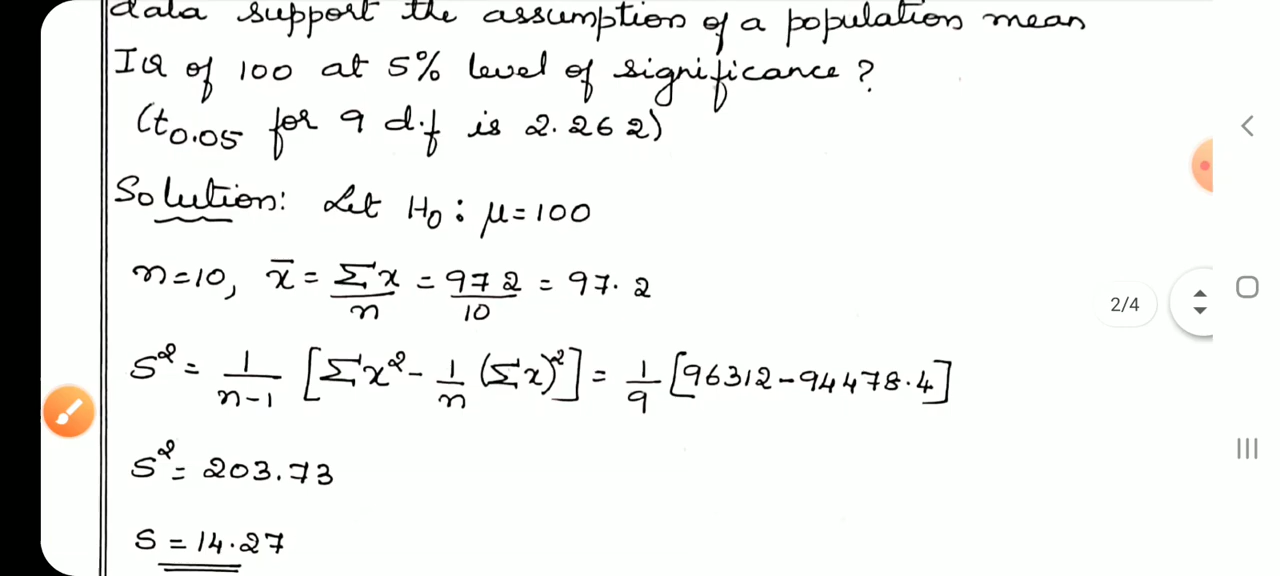 data support the assumption of a population mean
IQ of 100 at 5% level of significance ?
(t0.05 for 9 d.f is 2.262)
Solution: Let H₀ : μ=100
n=10, x̄ = Σx/n = 972/10 = 97.2
S² = 1/(n-1) [Σx² - 1/n (Σx)²] = 1/9 [96312-94478.4]
S² = 203.73
S = 14.27
2/4